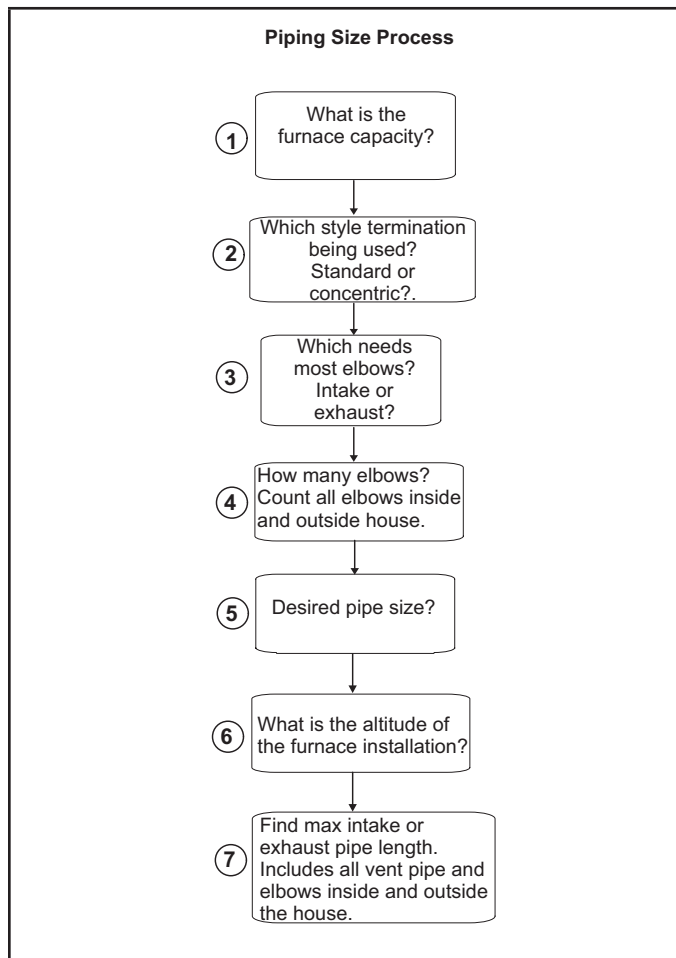 Piping Size Process
1
What is the
furnace capacity?
2
Which style termination
being used?
Standard or
concentric?.
3
Which needs
most elbows?
Intake or
exhaust?
4
How many elbows?
Count all elbows inside
and outside house.
5
Desired pipe size?
6
What is the altitude of
the furnace installation?
7
Find max intake or
exhaust pipe length.
Includes all vent pipe and
elbows inside and outside
the house.